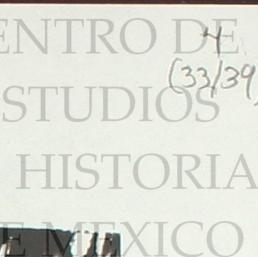 ENTRO DE
4
(33/39)
STUDIOS
HISTORIA
E MEXICO